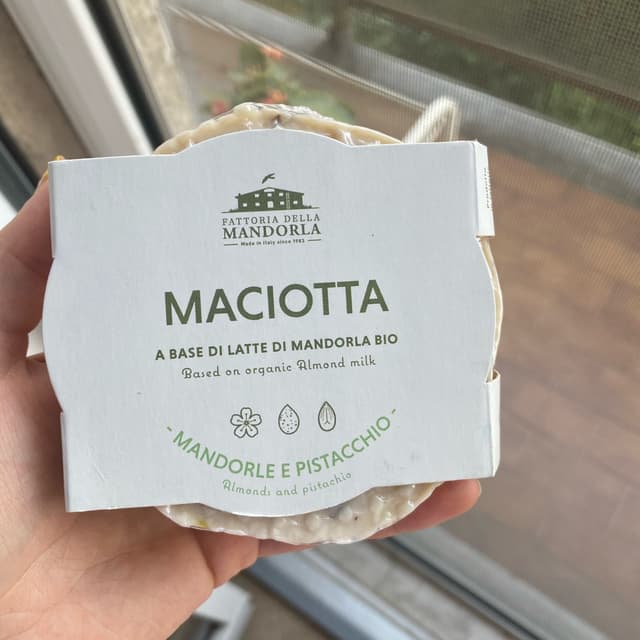 FATTORIA DELLA
MANDORLA
Made in Italy since 1982
MACIOTTA
A BASE DI LATTE DI MANDORLA BIO
Based on organic Almond milk
- MANDORLE E PISTACCHIO -
Almonds and pistachio